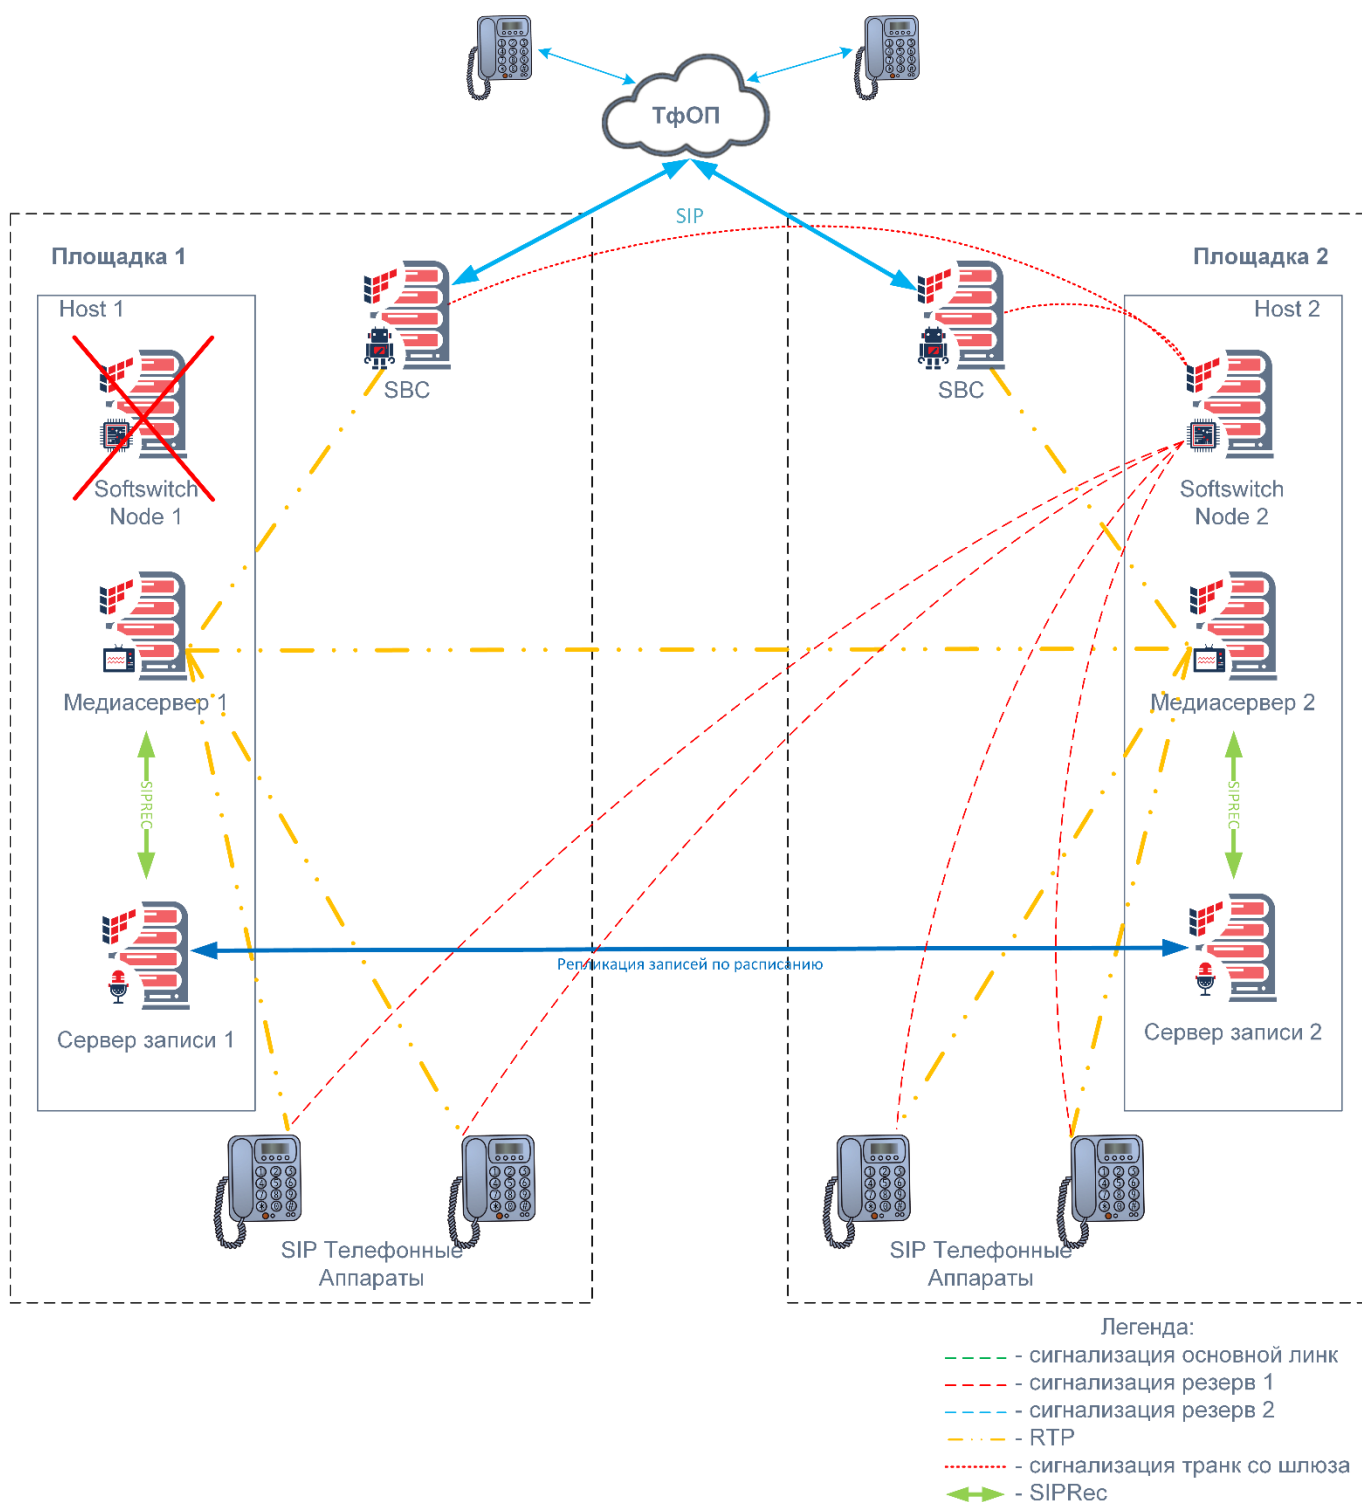 ТфОП
SIP
Площадка 1
Площадка 2
Host 1
Host 2
SBC
SBC
Softswitch
Node 1
Softswitch
Node 2
Медиасервер 1
Медиасервер 2
SIPREC
SIPREC
Репликация записей по расписанию
Сервер записи 1
Сервер записи 2
SIP Телефонные
Аппараты
SIP Телефонные
Аппараты
Легенда:
- сигнализация основной линк
- сигнализация резерв 1
- сигнализация резерв 2
- RTP
- сигнализация транк со шлюза
- SIPRec